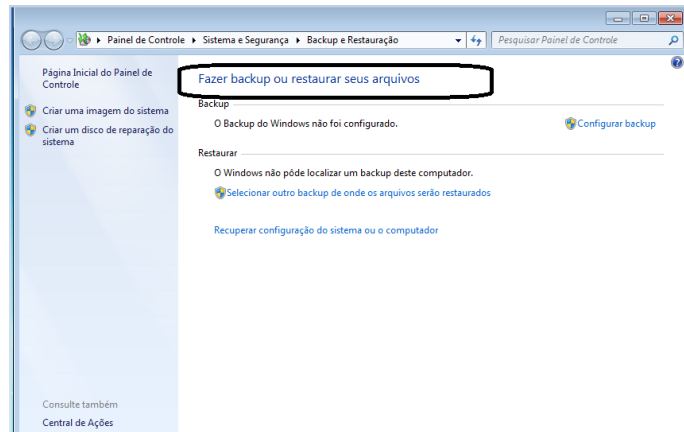 Painel de Controle ▸ Sistema e Segurança ▸ Backup e Restauração
Pesquisar Painel de Controle
Página Inicial do Painel de
Controle
Criar uma imagem do sistema
Criar um disco de reparação do
sistema
Fazer backup ou restaurar seus arquivos
Backup
O Backup do Windows não foi configurado.
Configurar backup
Restaurar
O Windows não pôde localizar um backup deste computador.
Selecionar outro backup de onde os arquivos serão restaurados
Recuperar configuração do sistema ou o computador
Consulte também
Central de Ações